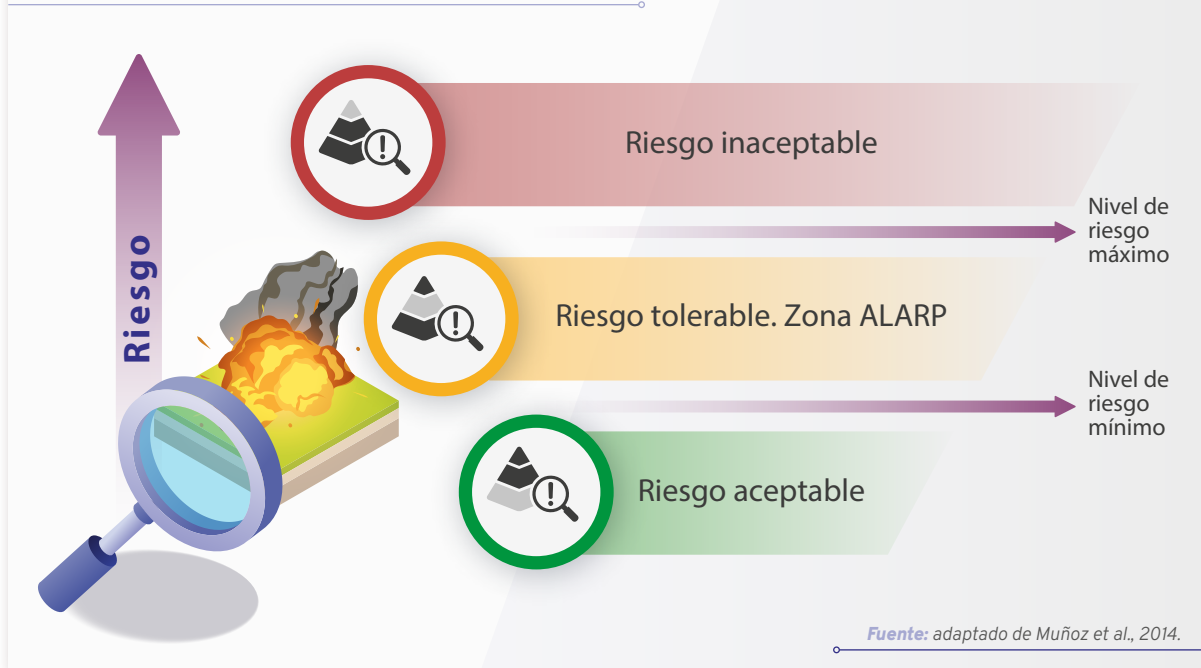 Riesgo
Riesgo inaceptable
Nivel de
riesgo
máximo
Riesgo tolerable. Zona ALARP
Nivel de
riesgo
mínimo
Riesgo aceptable
Fuente: adaptado de Muñoz et al., 2014.